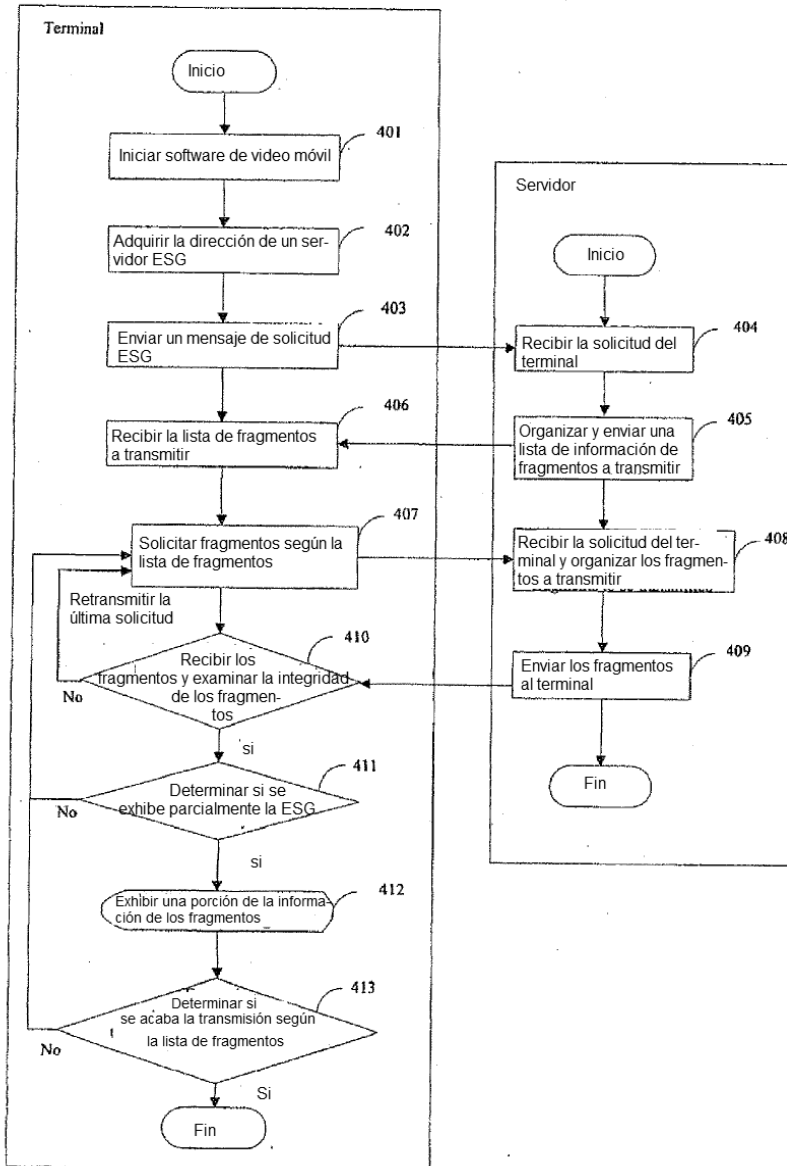 Terminal
Inicio
401
Iniciar software de video móvil
402
Adquirir la dirección de un ser-
vidor ESG
403
Enviar un mensaje de solicitud
ESG
406
Recibir la lista de fragmentos
a transmitir
407
Solicitar fragmentos según la
lista de fragmentos
Retransmitir la
última solicitud
410
Recibir los
fragmentos y examinar la integridad
de los fragmen-
tos
No
si
411
Determinar si se
exhibe parcialmente la ESG
No
si
412
Exhibir una porción de la informa-
ción de los fragmentos
413
Determinar si
se acaba la transmisión según
la lista de fragmentos
No
Si
Fin
Servidor
Inicio
404
Recibir la solicitud del
terminal
405
Organizar y enviar una
lista de información de
fragmentos a transmitir
408
Recibir la solicitud del ter-
minal y organizar los fragmen-
tos a transmitir
409
Enviar los fragmentos
al terminal
Fin